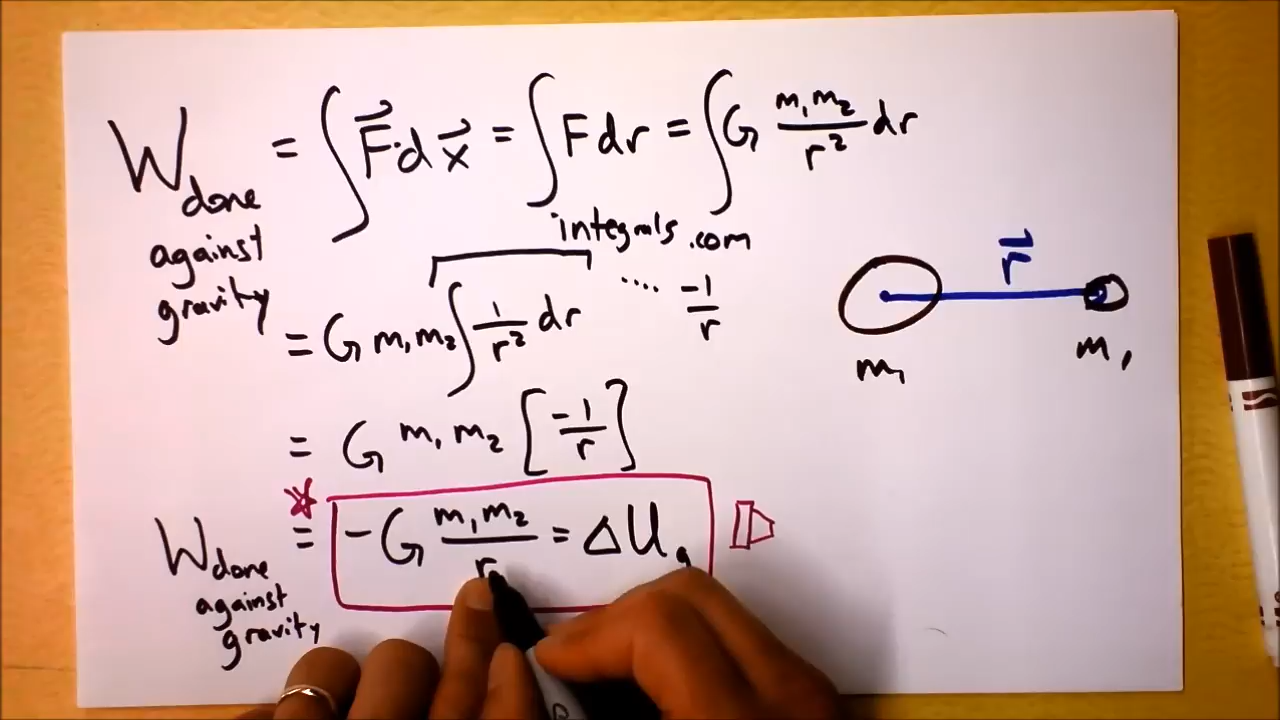 W done against gravity = ∫ F⃗·d x⃗ = ∫ F dr = ∫ G m₁m₂/r² dr
integrals.com
= G m₁m₂ ∫ 1/r² dr .... -1/r
= G m₁m₂ [-1/r]
W done against gravity = -G m₁m₂/r = ΔU g
r⃗
m₁ m₁